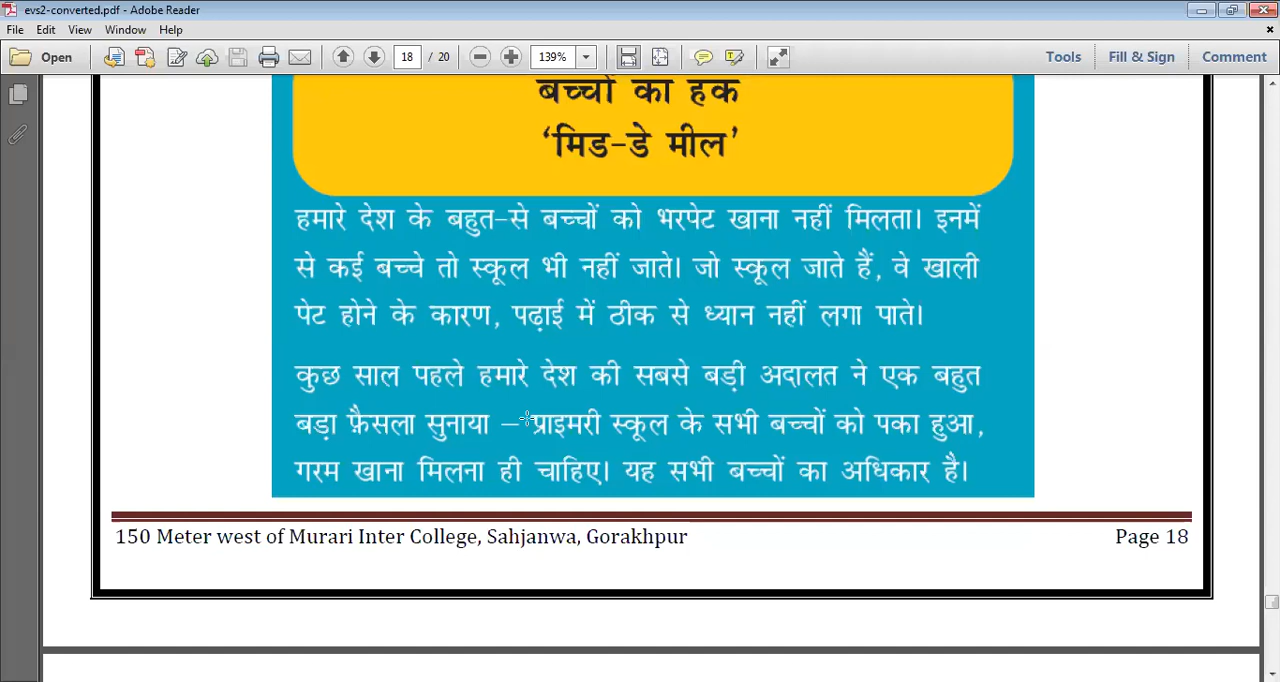 evs2-converted.pdf - Adobe Reader
File Edit View Window Help
Open 18 / 20 139% Tools Fill & Sign Comment
बच्चों का हक
‘मिड-डे मील’
हमारे देश के बहुत-से बच्चों को भरपेट खाना नहीं मिलता। इनमें
से कई बच्चे तो स्कूल भी नहीं जाते। जो स्कूल जाते हैं, वे खाली
पेट होने के कारण, पढ़ाई में ठीक से ध्यान नहीं लगा पाते।
कुछ साल पहले हमारे देश की सबसे बड़ी अदालत ने एक बहुत
बड़ा फ़ैसला सुनाया – प्राइमरी स्कूल के सभी बच्चों को पका हुआ,
गरम खाना मिलना ही चाहिए। यह सभी बच्चों का अधिकार है।
150 Meter west of Murari Inter College, Sahjanwa, Gorakhpur Page 18